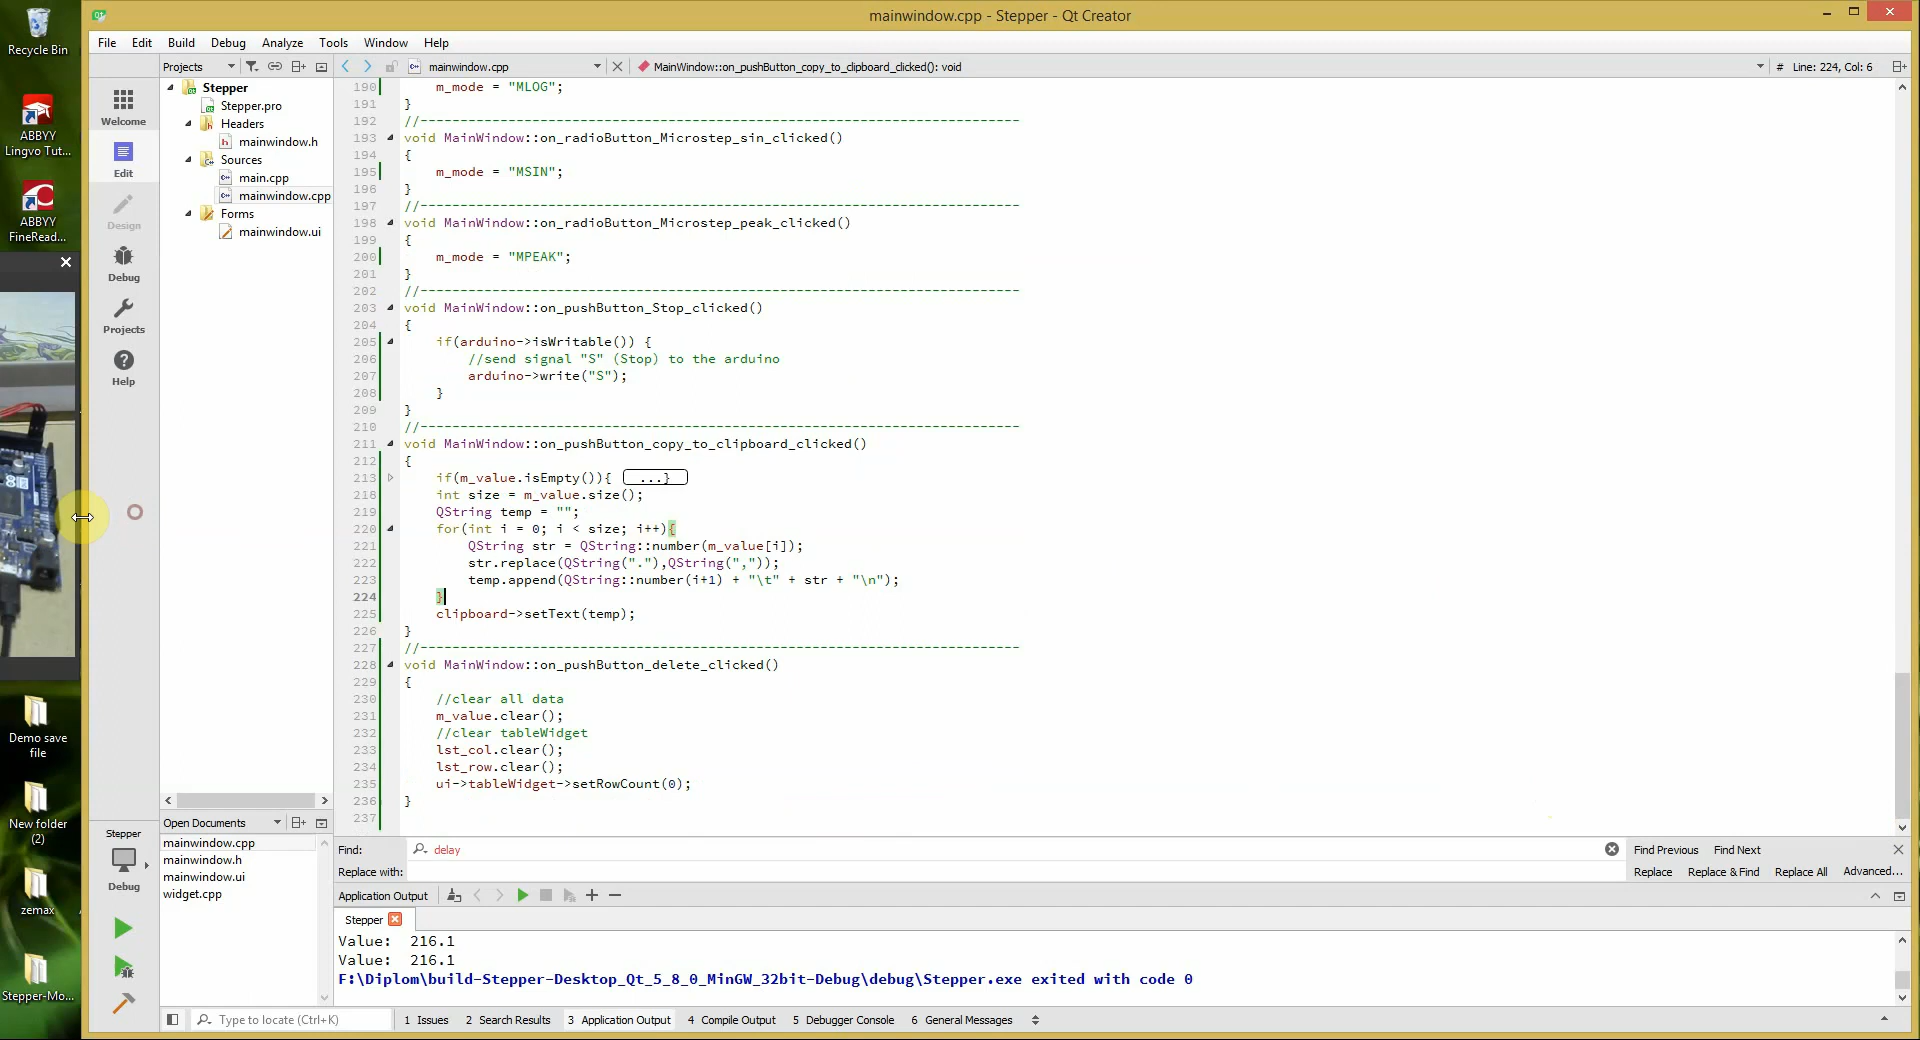 mainwindow.cpp - Stepper - Qt Creator
Recycle Bin
ABBYY
Lingvo Tut...
ABBYY
FineRead...
Demo save
file
New folder
(2)
zemax
Stepper-Mo...
File Edit Build Debug Analyze Tools Window Help
Projects
mainwindow.cpp
MainWindow::on_pushButton_copy_to_clipboard_clicked(): void
# Line: 224, Col: 6
Welcome
Edit
Design
Debug
Projects
Help
Stepper
Debug
Stepper
Stepper.pro
Headers
mainwindow.h
Sources
main.cpp
mainwindow.cpp
Forms
mainwindow.ui
Open Documents
mainwindow.cpp
mainwindow.h
mainwindow.ui
widget.cpp
190 m_mode = "MLOG";
191 }
192 //---------------------------------------------------------------------------
193 void MainWindow::on_radioButton_Microstep_sin_clicked()
194 {
195 m_mode = "MSIN";
196 }
197 //---------------------------------------------------------------------------
198 void MainWindow::on_radioButton_Microstep_peak_clicked()
199 {
200 m_mode = "MPEAK";
201 }
202 //---------------------------------------------------------------------------
203 void MainWindow::on_pushButton_Stop_clicked()
204 {
205 if(arduino->isWritable()) {
206 //send signal "S" (Stop) to the arduino
207 arduino->write("S");
208 }
209 }
210 //---------------------------------------------------------------------------
211 void MainWindow::on_pushButton_copy_to_clipboard_clicked()
212 {
213 if(m_value.isEmpty()){ ...}
218 int size = m_value.size();
219 QString temp = "";
220 for(int i = 0; i < size; i++){
221 QString str = QString::number(m_value[i]);
222 str.replace(QString("."),QString(","));
223 temp.append(QString::number(i+1) + "\t" + str + "\n");
224 }
225 clipboard->setText(temp);
226 }
227 //---------------------------------------------------------------------------
228 void MainWindow::on_pushButton_delete_clicked()
229 {
230 //clear all data
231 m_value.clear();
232 //clear tableWidget
233 lst_col.clear();
234 lst_row.clear();
235 ui->tableWidget->setRowCount(0);
236 }
237
Find: delay Find Previous Find Next
Replace with: Replace Replace & Find Replace All Advanced...
Application Output
Stepper
Value: 216.1
Value: 216.1
F:\Diplom\build-Stepper-Desktop_Qt_5_8_0_MinGW_32bit-Debug\debug\Stepper.exe exited with code 0
Type to locate (Ctrl+K) 1 Issues 2 Search Results 3 Application Output 4 Compile Output 5 Debugger Console 6 General Messages